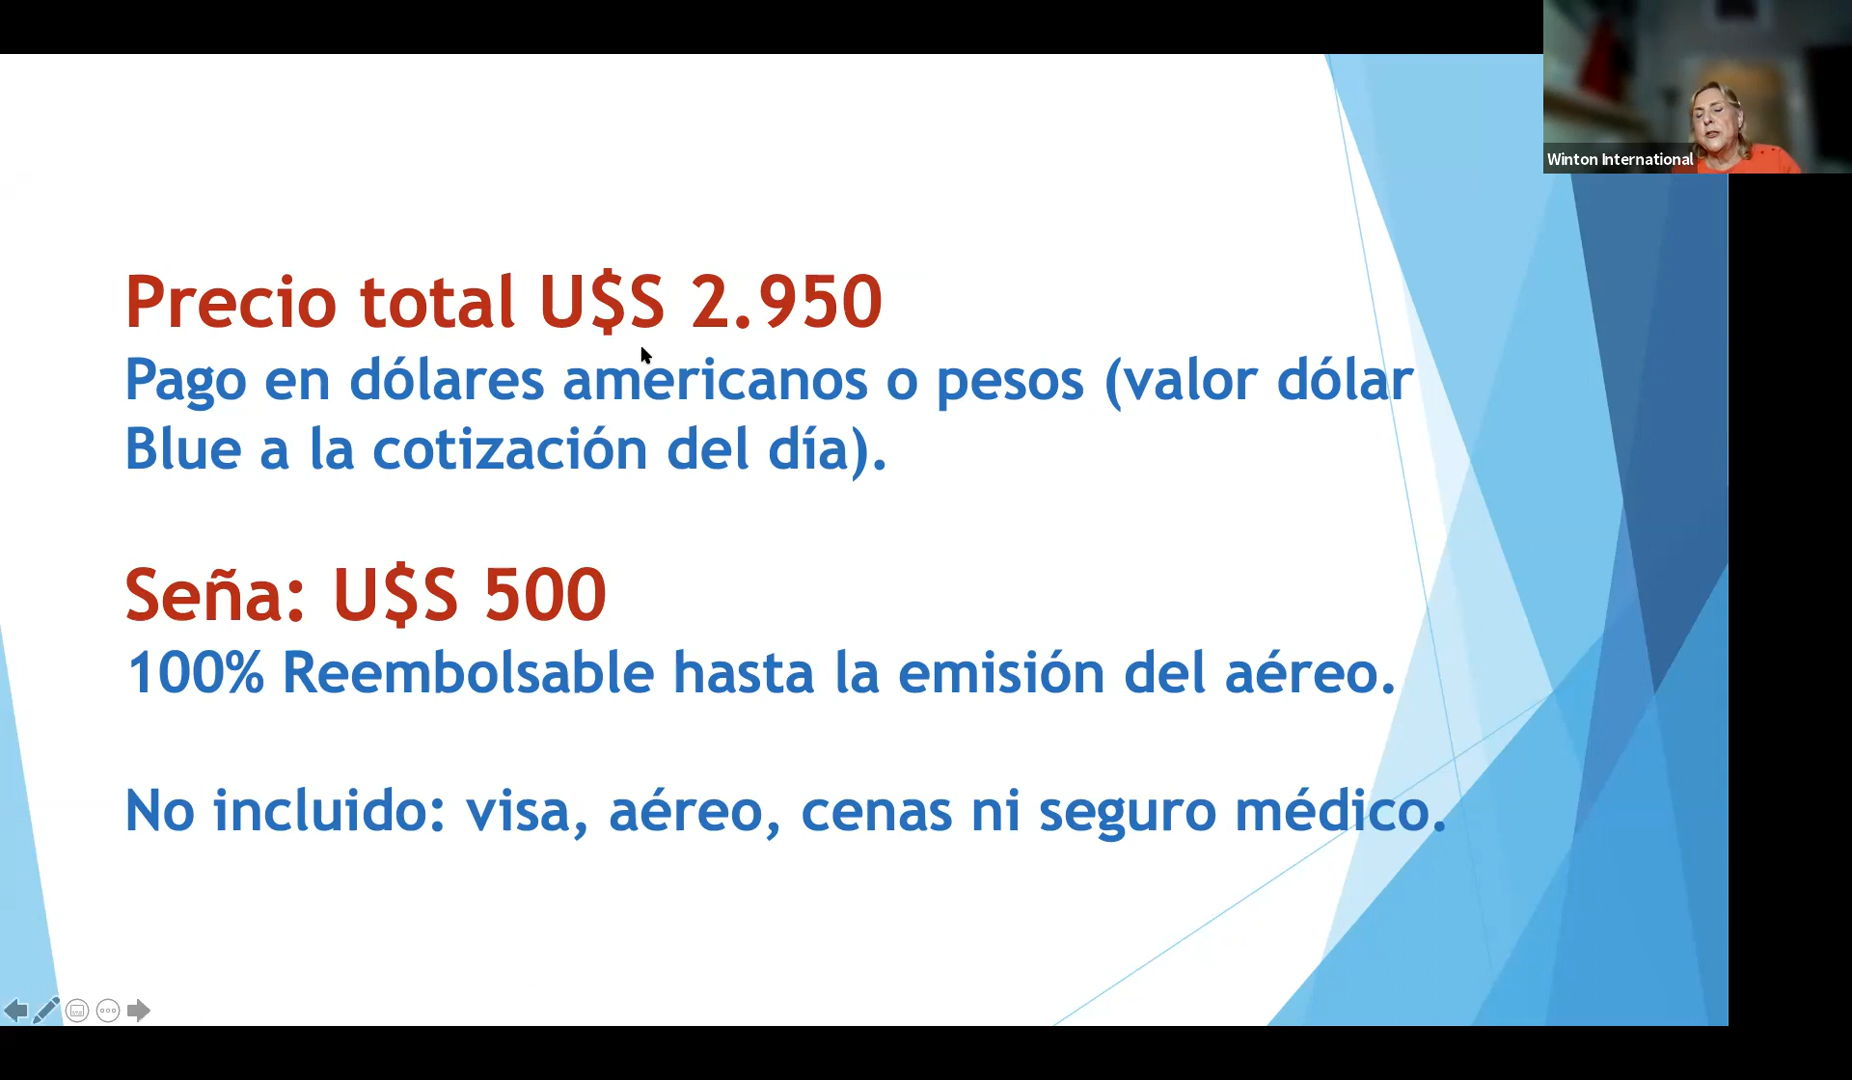 Winton International
Precio total U$S 2.950
Pago en dólares americanos o pesos (valor dólar
Blue a la cotización del día).
Seña: U$S 500
100% Reembolsable hasta la emisión del aéreo.
No incluido: visa, aéreo, cenas ni seguro médico.